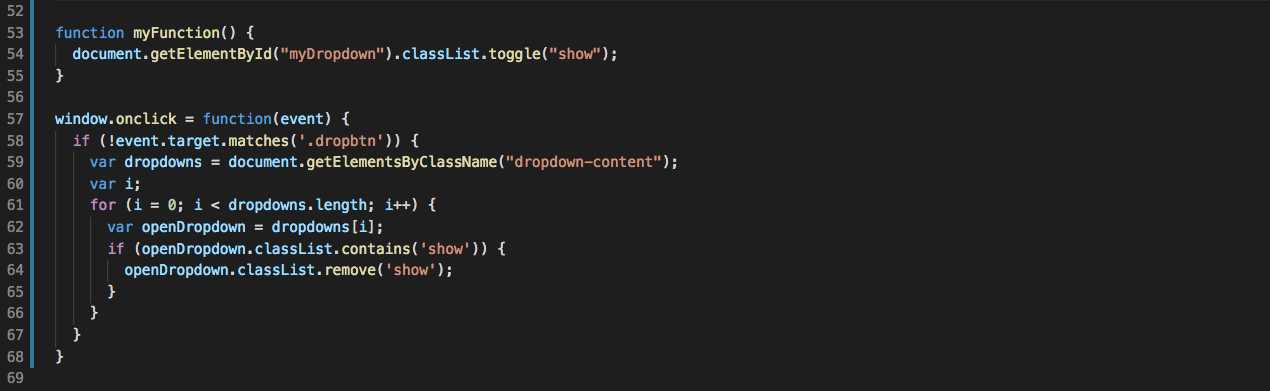 52
53 function myFunction() {
54 document.getElementById("myDropdown").classList.toggle("show");
55 }
56
57 window.onclick = function(event) {
58 if (!event.target.matches('.dropbtn')) {
59 var dropdowns = document.getElementsByClassName("dropdown-content");
60 var i;
61 for (i = 0; i < dropdowns.length; i++) {
62 var openDropdown = dropdowns[i];
63 if (openDropdown.classList.contains('show')) {
64 openDropdown.classList.remove('show');
65 }
66 }
67 }
68 }
69